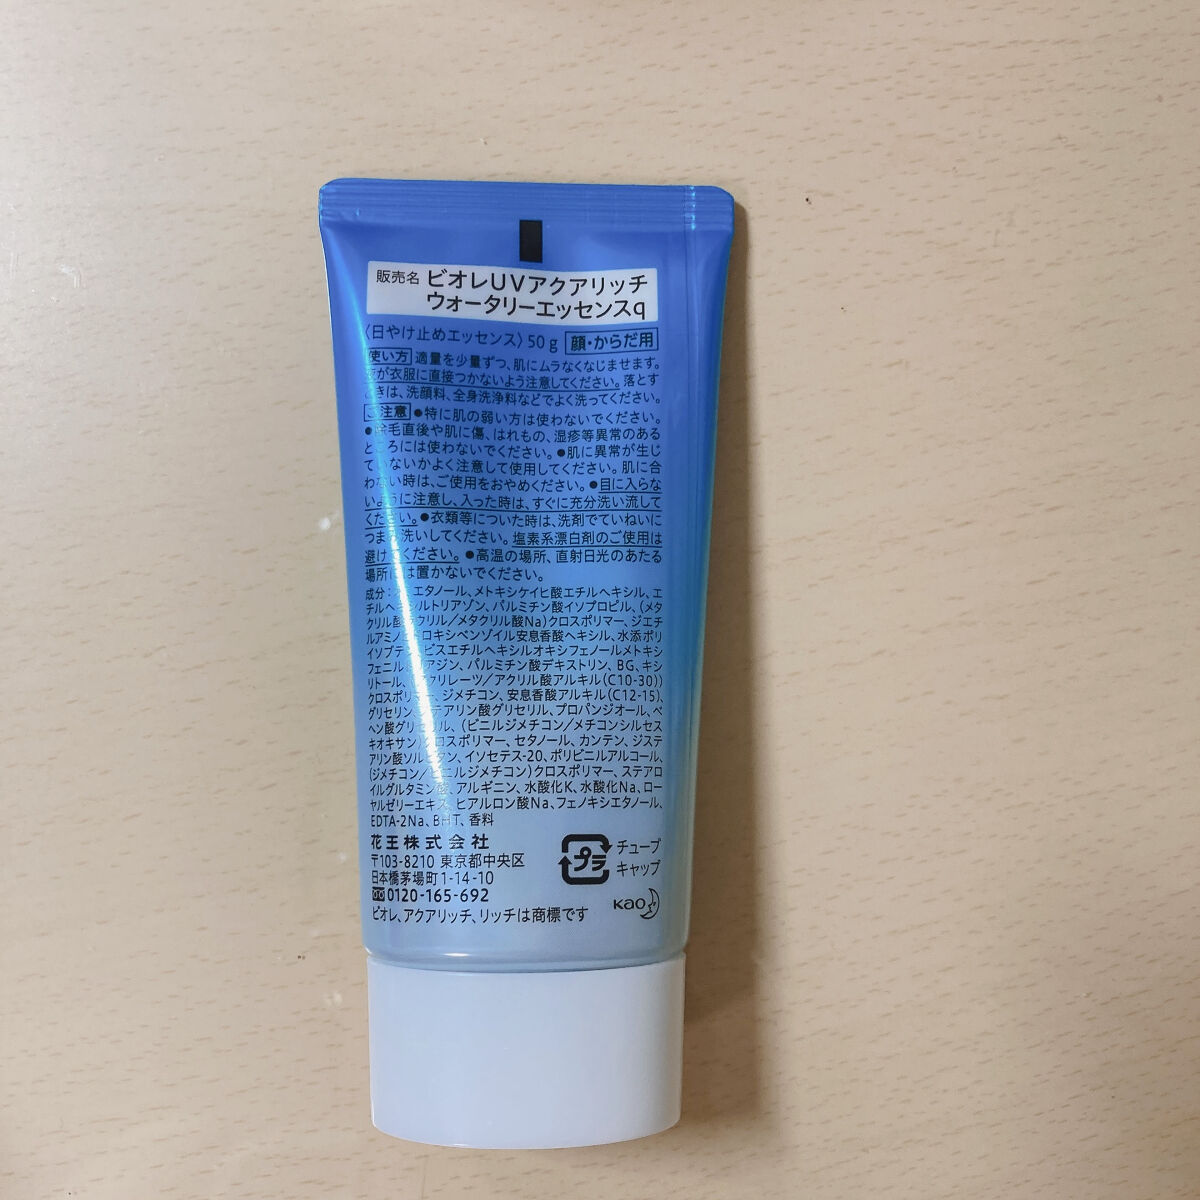 販売名 ビオレUVアクアリッチ
ウォータリーエッセンスq
〈日やけ止めエッセンス〉50g 顔・からだ用
使い方 適量を少量ずつ、肌にムラなくなじませます。
液が衣服に直接つかないよう注意してください。落とす
ときは、洗顔料、全身洗浄料などでよく洗ってください。
ご注意 ●特に肌の弱い方は使わないでください。
●除毛直後や肌に傷、はれもの、湿疹等異常のある
ところには使わないでください。●肌に異常が生じ
ていないかよく注意して使用してください。肌に合
わない時は、ご使用をおやめください。●目に入らな
いように注意し、入った時は、すぐに充分洗い流して
ください。●衣類等についた時は、洗剤でていねいに
つまみ洗いしてください。塩素系漂白剤のご使用は
避けてください。●高温の場所、直射日光のあたる
場所には置かないでください。
成分: エタノール、メトキシケイヒ酸エチルヘキシル、エ
チルヘキシルトリアゾン、パルミチン酸イソプロピル、(メタ
クリル酸ラウリル/メタクリル酸Na)クロスポリマー、ジエチ
ルアミノヒドロキシベンゾイル安息香酸ヘキシル、水添ポリ
イソブテン、ビスエチルヘキシルオキシフェノールメトキシ
フェニルトリアジン、パルミチン酸デキストリン、BG、キシ
リトール、(アクリレーツ/アクリル酸アルキル(C10-30))
クロスポリマー、ジメチコン、安息香酸アルキル(C12-15)、
グリセリン、ステアリン酸グリセリル、プロパンジオール、ベ
ヘン酸グリセリル、(ビニルジメチコン/メチコンシルセス
キオキサン)クロスポリマー、セタノール、カンテン、ジステ
アリン酸ソルビタン、イソセテス-20、ポリビニルアルコール、
(ジメチコン/ビニルジメチコン)クロスポリマー、ステアロ
イルグルタミン酸、アルギニン、水酸化K、水酸化Na、ロー
ヤルゼリーエキス、ヒアルロン酸Na、フェノキシエタノール、
EDTA-2Na、BHT、香料
花王株式会社
〒103-8210 東京都中央区
日本橋茅場町1-14-10
0120-165-692
ビオレ、アクアリッチ、リッチは商標です
プラ
チューブ
キャップ
Kao